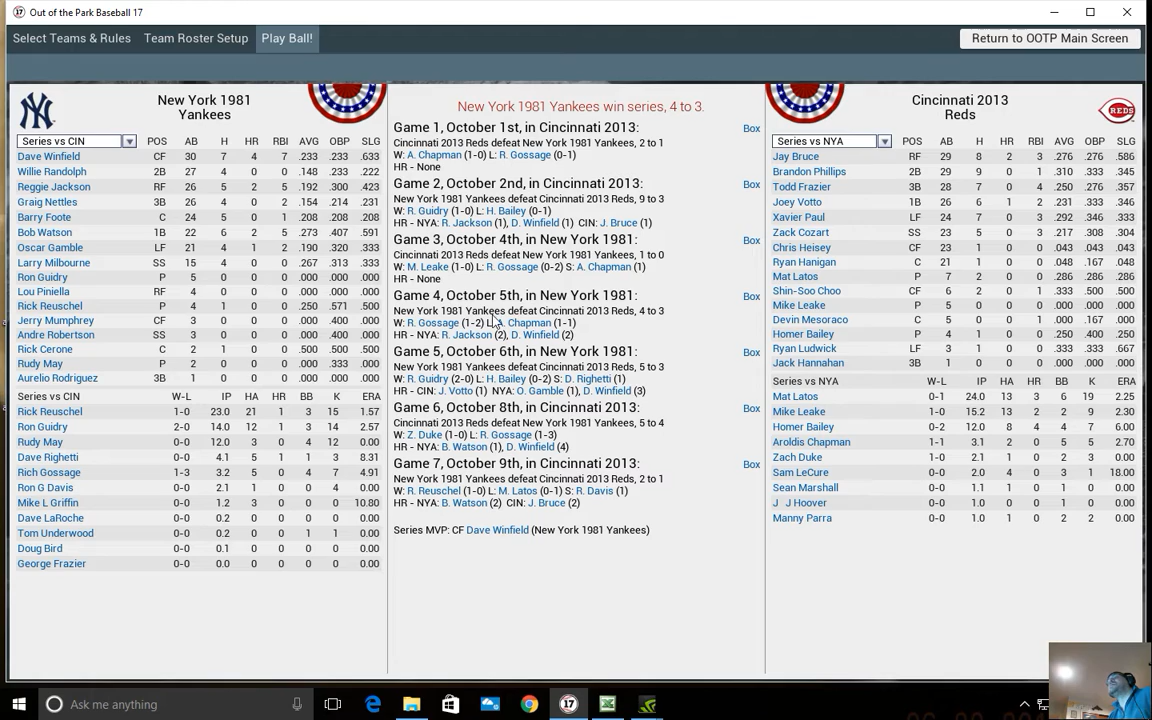 17 Out of the Park Baseball 17
Select Teams & Rules Team Roster Setup Play Ball! Return to OOTP Main Screen
New York 1981
Yankees
Series vs CIN POS AB H HR RBI AVG OBP SLG
Dave Winfield CF 30 7 4 7 .233 .233 .633
Willie Randolph 2B 27 4 0 0 .148 .233 .222
Reggie Jackson RF 26 5 2 5 .192 .300 .423
Graig Nettles 3B 26 4 0 2 .154 .214 .231
Barry Foote C 24 5 0 1 .208 .208 .208
Bob Watson 1B 22 6 2 5 .273 .407 .591
Oscar Gamble LF 21 4 1 2 .190 .320 .333
Larry Milbourne SS 15 4 0 0 .267 .313 .333
Ron Guidry P 5 0 0 0 .000 .000 .000
Lou Piniella RF 4 0 0 0 .000 .000 .000
Rick Reuschel P 4 1 0 0 .250 .571 .500
Jerry Mumphrey CF 3 0 0 0 .000 .400 .000
Andre Robertson SS 3 0 0 0 .000 .000 .000
Rick Cerone C 2 1 0 0 .500 .500 .500
Rudy May P 2 0 0 0 .000 .333 .000
Aurelio Rodriguez 3B 1 0 0 0 .000 .000 .000
Series vs CIN W-L IP HA HR BB K ERA
Rick Reuschel 1-0 23.0 21 1 3 15 1.57
Ron Guidry 2-0 14.0 12 1 3 14 2.57
Rudy May 0-0 12.0 3 0 4 12 0.00
Dave Righetti 0-0 4.1 5 1 1 3 8.31
Rich Gossage 1-3 3.2 5 0 4 7 4.91
Ron G Davis 0-0 2.1 1 0 0 4 0.00
Mike L Griffin 0-0 1.2 3 0 0 0 10.80
Dave LaRoche 0-0 0.2 0 0 0 0 0.00
Tom Underwood 0-0 0.2 0 0 1 1 0.00
Doug Bird 0-0 0.1 0 0 0 0 0.00
George Frazier 0-0 0.0 0 0 0 0 0.00
New York 1981 Yankees win series, 4 to 3.
Game 1, October 1st, in Cincinnati 2013: Box
Cincinnati 2013 Reds defeat New York 1981 Yankees, 2 to 1
W: A. Chapman (1-0) L: R. Gossage (0-1)
HR - None
Game 2, October 2nd, in Cincinnati 2013: Box
New York 1981 Yankees defeat Cincinnati 2013 Reds, 9 to 3
W: R. Guidry (1-0) L: H. Bailey (0-1)
HR - NYA: R. Jackson (1), D. Winfield (1) CIN: J. Bruce (1)
Game 3, October 4th, in New York 1981: Box
Cincinnati 2013 Reds defeat New York 1981 Yankees, 1 to 0
W: M. Leake (1-0) L: R. Gossage (0-2) S: A. Chapman (1)
HR - None
Game 4, October 5th, in New York 1981: Box
New York 1981 Yankees defeat Cincinnati 2013 Reds, 4 to 3
W: R. Gossage (1-2) L: A. Chapman (1-1)
HR - NYA: R. Jackson (2), D. Winfield (2)
Game 5, October 6th, in New York 1981: Box
New York 1981 Yankees defeat Cincinnati 2013 Reds, 5 to 3
W: R. Guidry (2-0) L: H. Bailey (0-2) S: D. Righetti (1)
HR - CIN: J. Votto (1) NYA: O. Gamble (1), D. Winfield (3)
Game 6, October 8th, in Cincinnati 2013: Box
Cincinnati 2013 Reds defeat New York 1981 Yankees, 5 to 4
W: Z. Duke (1-0) L: R. Gossage (1-3)
HR - NYA: B. Watson (1), D. Winfield (4)
Game 7, October 9th, in Cincinnati 2013: Box
New York 1981 Yankees defeat Cincinnati 2013 Reds, 2 to 1
W: R. Reuschel (1-0) L: M. Latos (0-1) S: R. Davis (1)
HR - NYA: B. Watson (2) CIN: J. Bruce (2)
Series MVP: CF Dave Winfield (New York 1981 Yankees)
Cincinnati 2013
Reds
REDS
Series vs NYA POS AB H HR RBI AVG OBP SLG
Jay Bruce RF 29 8 2 3 .276 .276 .586
Brandon Phillips 2B 29 9 0 1 .310 .333 .345
Todd Frazier 3B 28 7 0 4 .250 .276 .357
Joey Votto 1B 26 6 1 2 .231 .333 .346
Xavier Paul LF 24 7 0 3 .292 .346 .333
Zack Cozart SS 23 5 0 3 .217 .308 .304
Chris Heisey CF 23 1 0 0 .043 .043 .043
Ryan Hanigan C 21 1 0 0 .048 .167 .048
Mat Latos P 7 2 0 0 .286 .286 .286
Shin-Soo Choo CF 6 2 0 1 .333 .333 .500
Mike Leake P 5 0 0 0 .000 .000 .000
Devin Mesoraco C 5 0 0 0 .000 .167 .000
Homer Bailey P 4 1 0 0 .250 .400 .250
Ryan Ludwick LF 3 1 0 1 .333 .333 .667
Jack Hannahan 3B 1 0 0 0 .000 .000 .000
Series vs NYA W-L IP HA HR BB K ERA
Mat Latos 0-1 24.0 13 3 6 19 2.25
Mike Leake 1-0 15.2 13 2 2 9 2.30
Homer Bailey 0-2 12.0 8 4 4 7 6.00
Aroldis Chapman 1-1 3.1 2 0 5 5 2.70
Zach Duke 1-0 2.1 1 0 2 3 0.00
Sam LeCure 0-0 2.0 4 0 3 1 18.00
Sean Marshall 0-0 1.1 1 0 0 1 0.00
J J Hoover 0-0 1.0 0 0 0 0 0.00
Manny Parra 0-0 1.0 1 0 2 2 0.00
Ask me anything
17